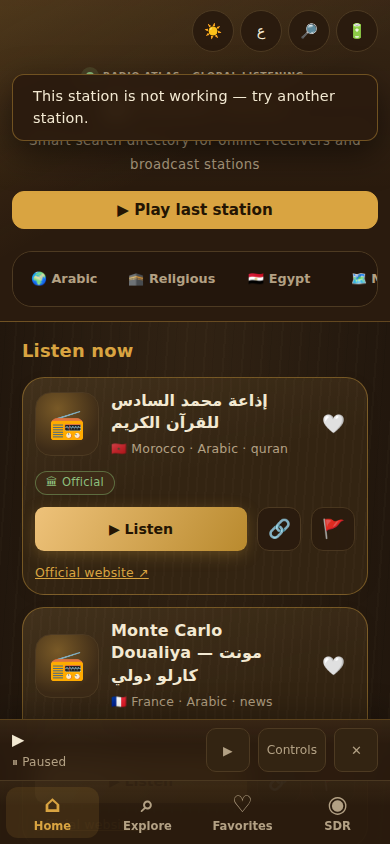 ع
This station is not working — try another
station.
Smart search directory for online receivers and
broadcast stations
▶ Play last station
Arabic
Religious
Egypt
Listen now
إذاعة محمد السادس
للقرآن الكريم
Morocco · Arabic · quran
Official
▶ Listen
Official website ↗
Monte Carlo
Doualiya — مونت
كارلو دولي
France · Arabic · news
▶
⏸ Paused
▶
Controls
✕
Home
Explore
Favorites
SDR